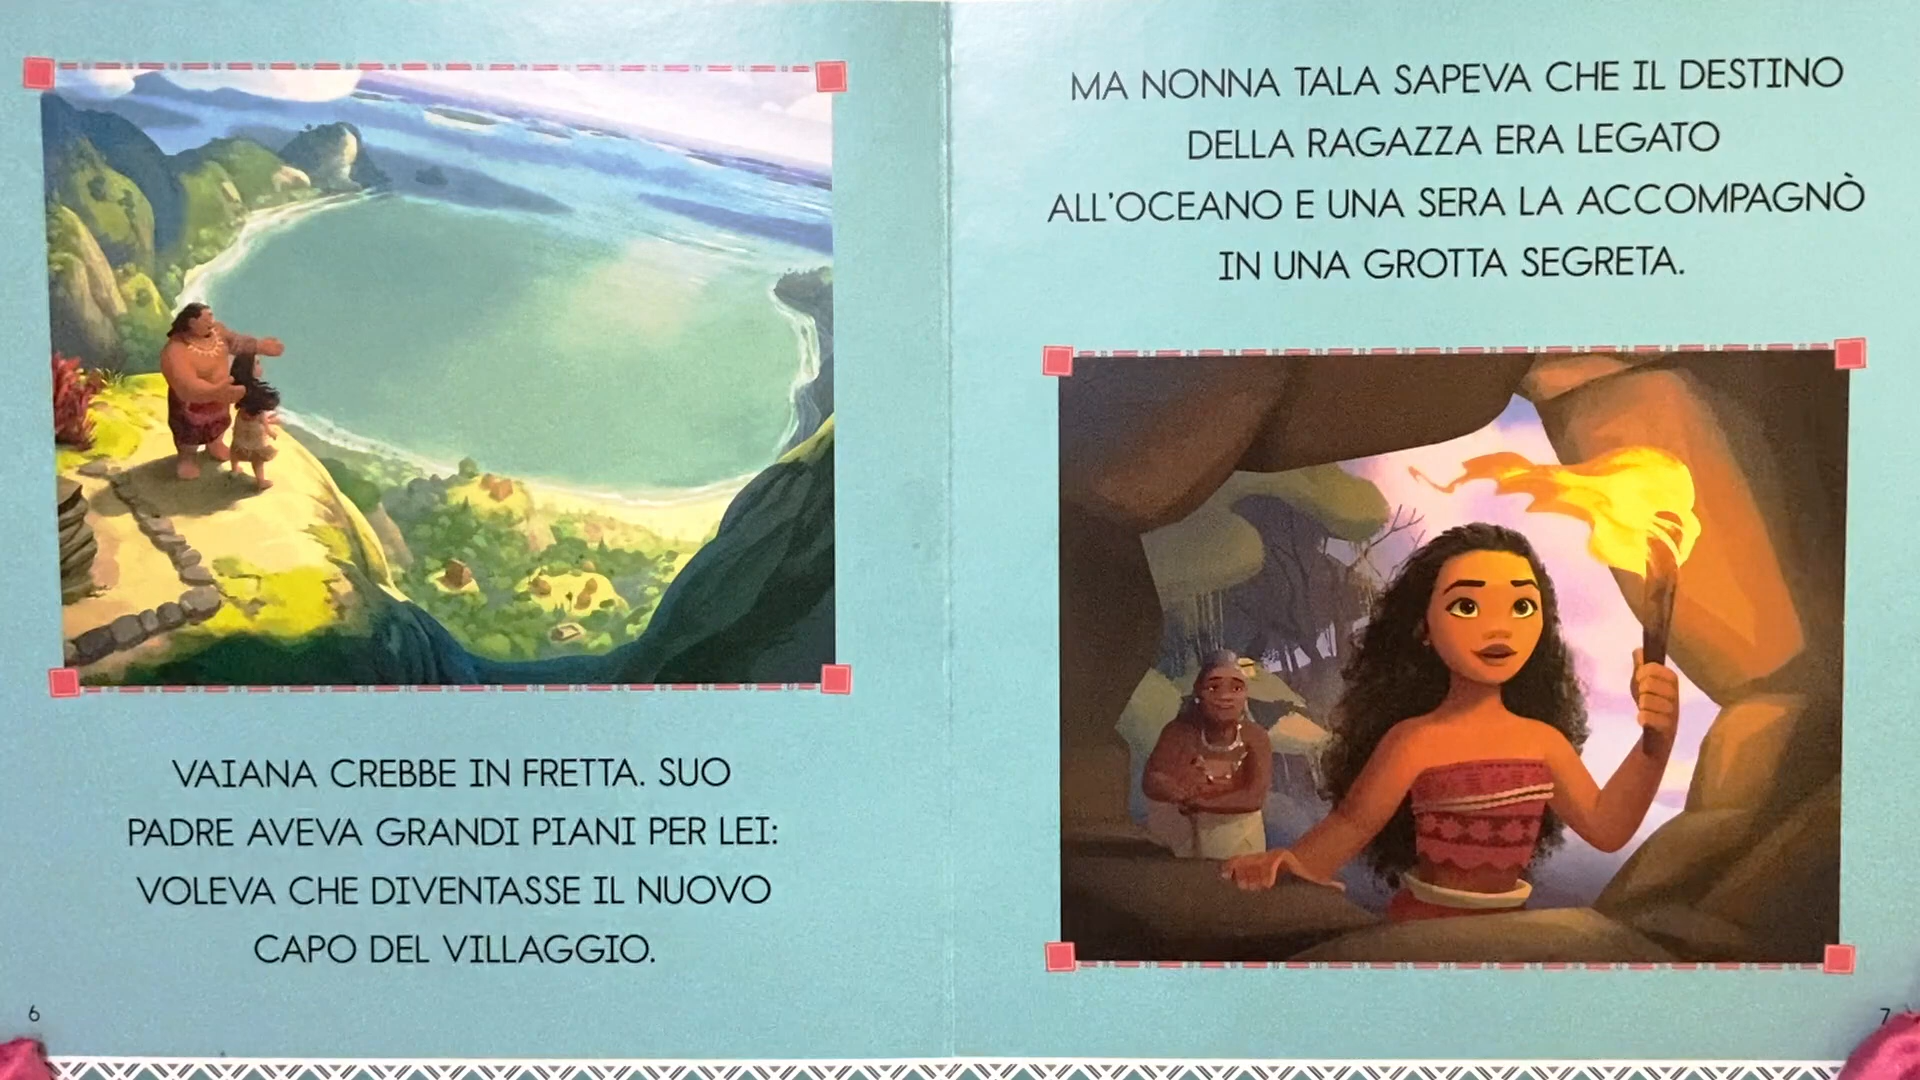 VAIANA CREBBE IN FRETTA. SUO
PADRE AVEVA GRANDI PIANI PER LEI:
VOLEVA CHE DIVENTASSE IL NUOVO
CAPO DEL VILLAGGIO.
6
MA NONNA TALA SAPEVA CHE IL DESTINO
DELLA RAGAZZA ERA LEGATO
ALL'OCEANO E UNA SERA LA ACCOMPAGNÒ
IN UNA GROTTA SEGRETA.
7